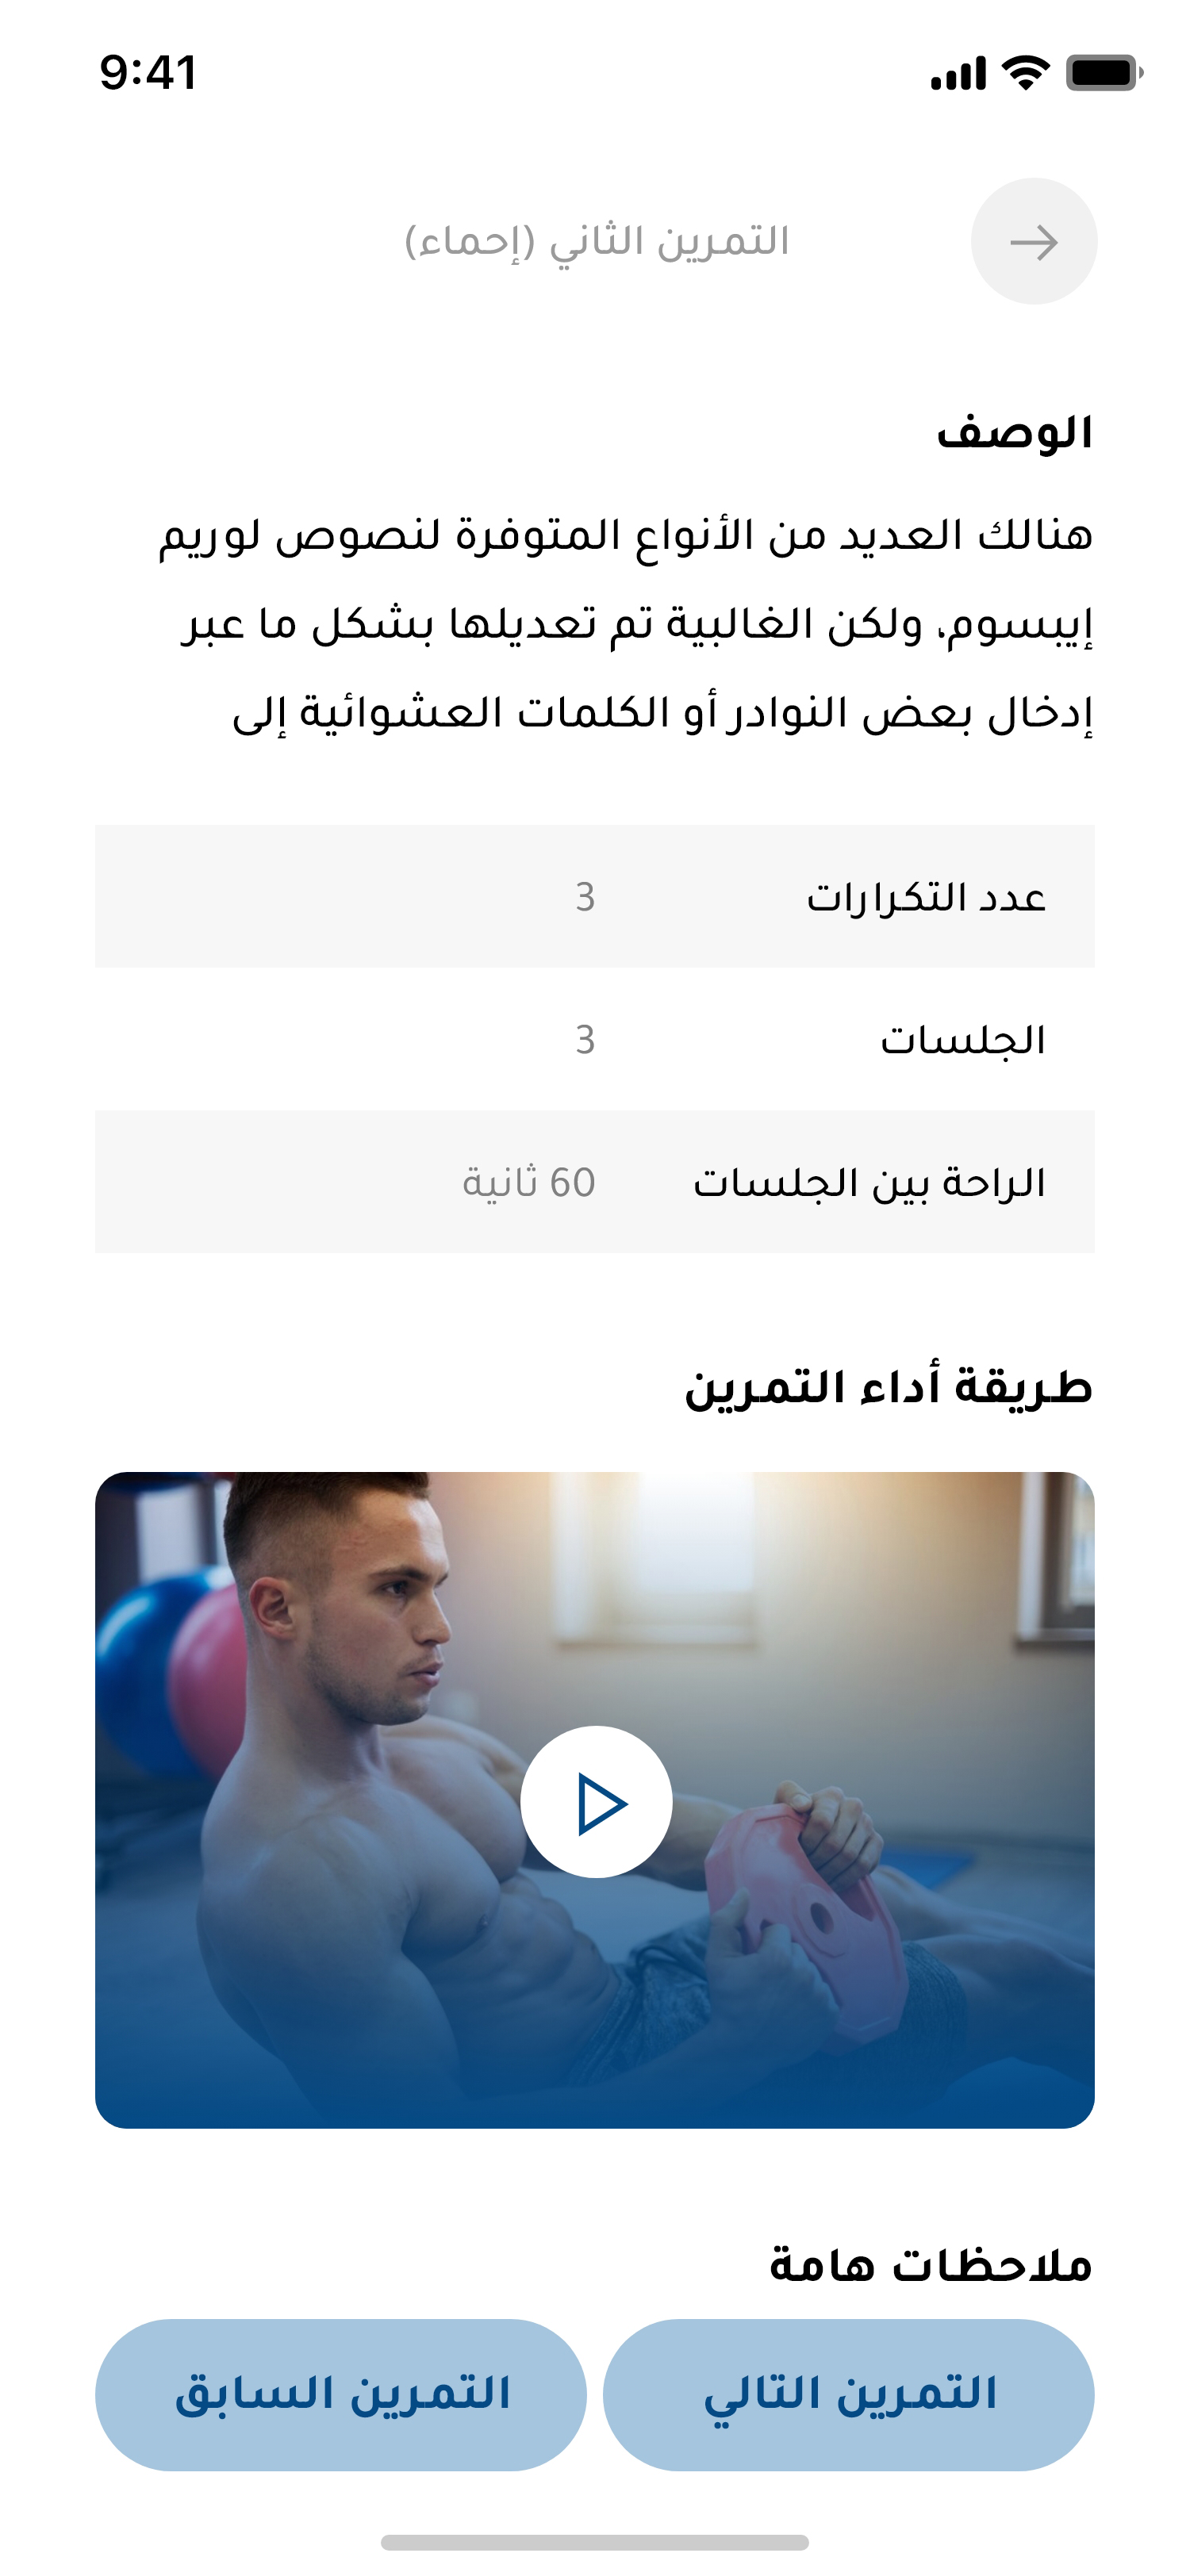 9:41
التمرين الثاني (إحماء)
الوصف
هنالك العديد من الأنواع المتوفرة لنصوص لوريم
إيبسوم، ولكن الغالبية تم تعديلها بشكل ما عبر
إدخال بعض النوادر أو الكلمات العشوائية إلى
عدد التكرارات 3
الجلسات 3
الراحة بين الجلسات 60 ثانية
طريقة أداء التمرين
ملاحظات هامة
التمرين التالي
التمرين السابق